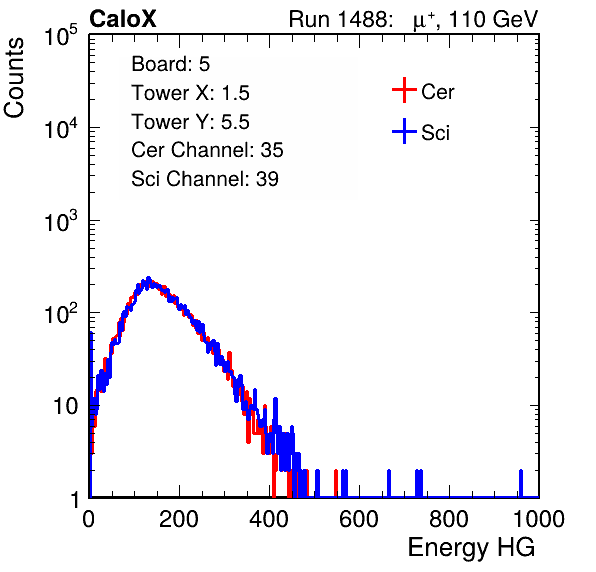 CaloX Run 1488: μ⁺, 110 GeV
Counts
10⁵
10⁴
10³
10²
10
1
Board: 5
Tower X: 1.5
Tower Y: 5.5
Cer Channel: 35
Sci Channel: 39
Cer
Sci
0 200 400 600 800 1000
Energy HG